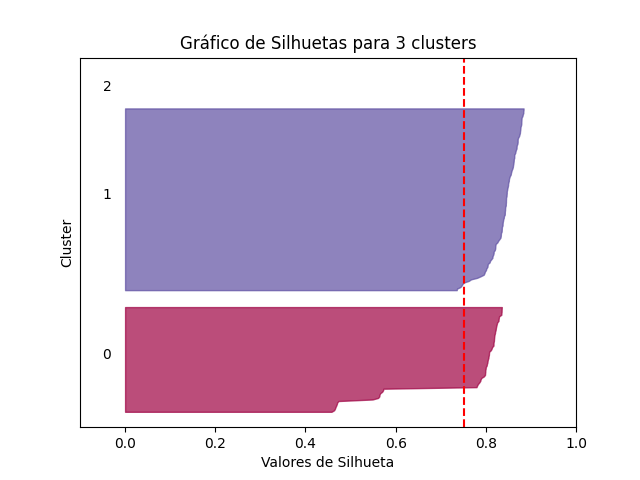 Gráfico de Silhuetas para 3 clusters
2
1
0
Cluster
0.0 0.2 0.4 0.6 0.8 1.0
Valores de Silhueta